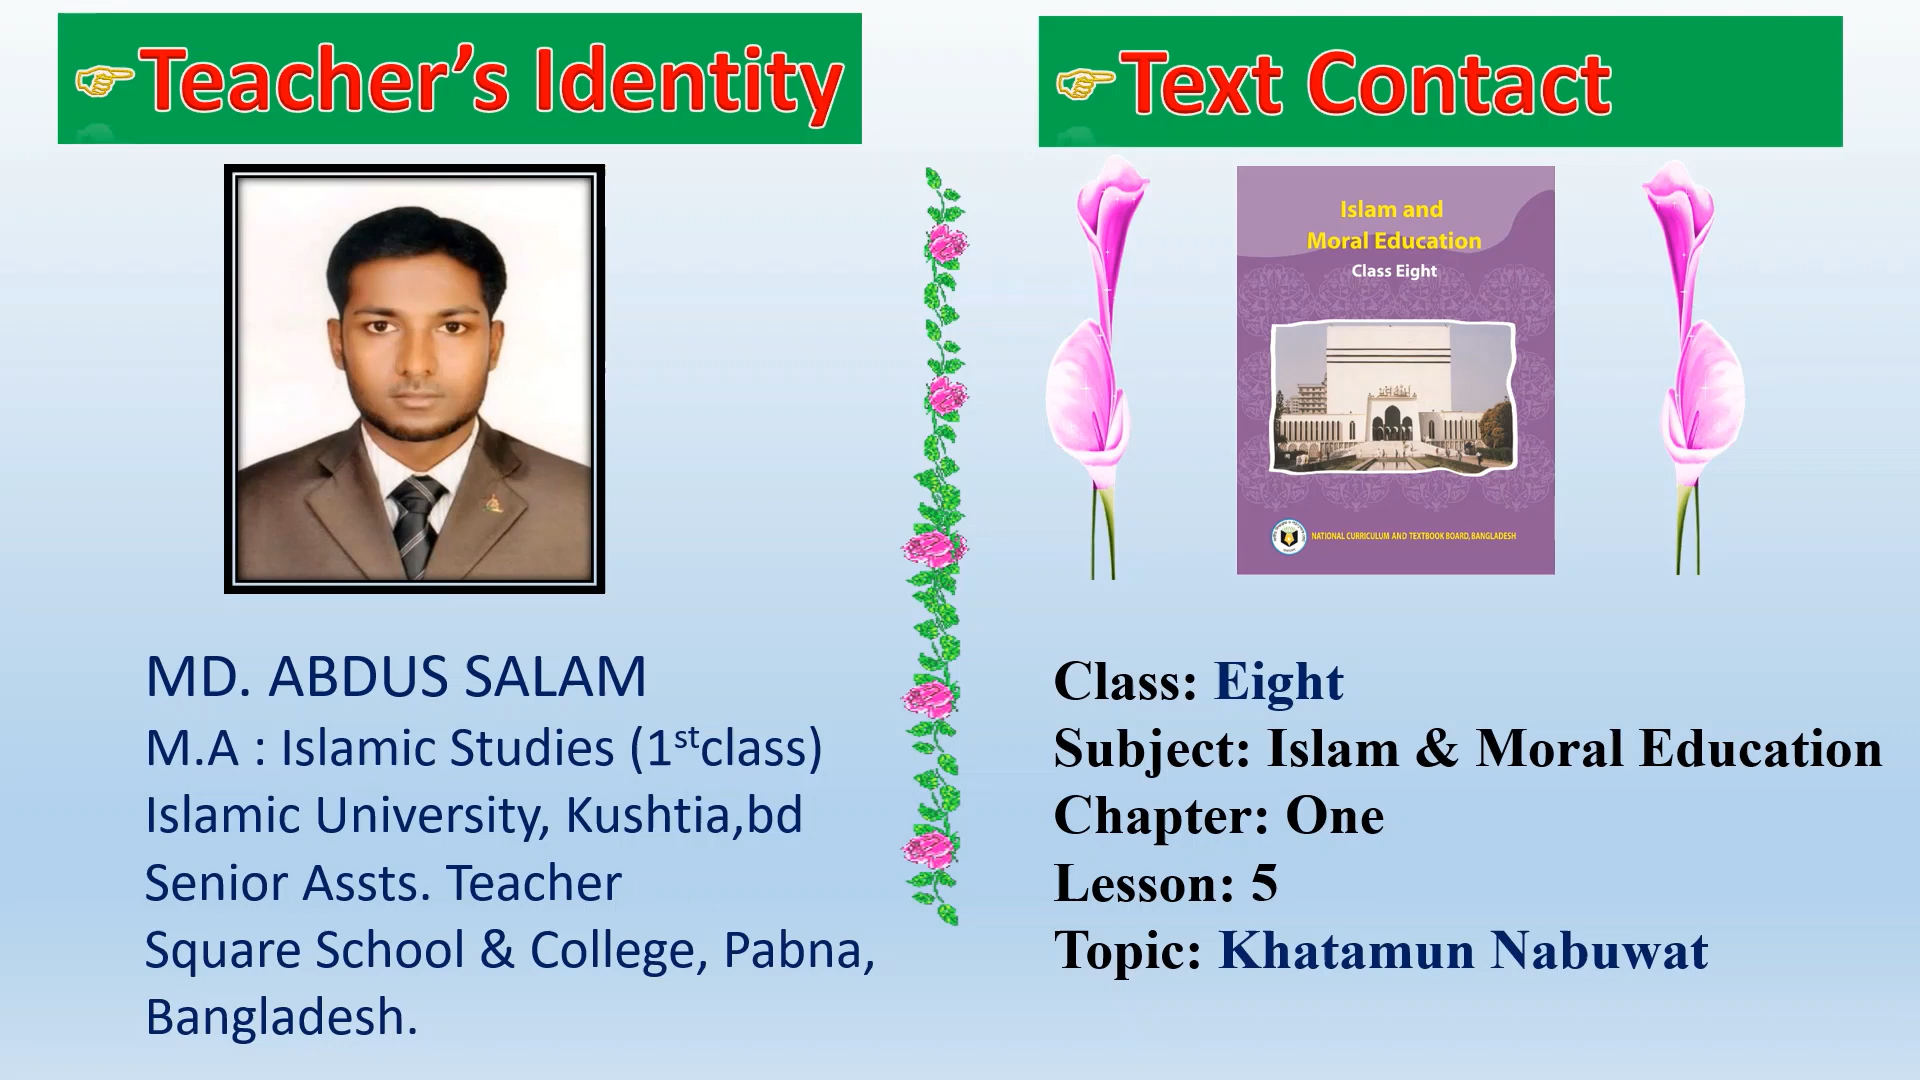 Teacher’s Identity
MD. ABDUS SALAM
M.A : Islamic Studies (1stclass)
Islamic University, Kushtia,bd
Senior Assts. Teacher
Square School & College, Pabna,
Bangladesh.
Text Contact
Islam and
Moral Education
Class Eight
NATIONAL CURRICULUM AND TEXTBOOK BOARD, BANGLADESH
Class: Eight
Subject: Islam & Moral Education
Chapter: One
Lesson: 5
Topic: Khatamun Nabuwat